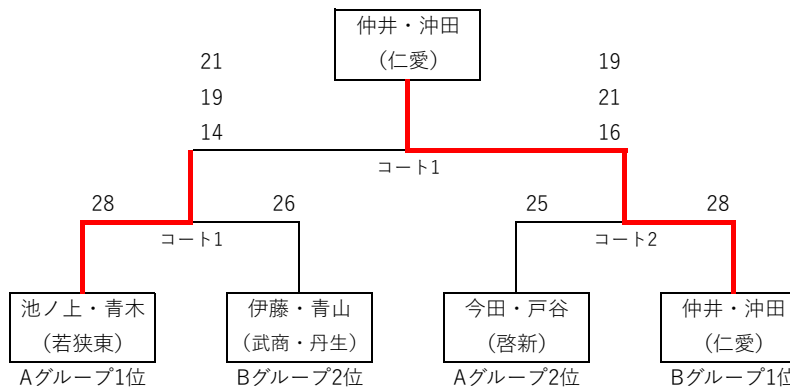 仲井・沖田
（仁愛）
21
19
19
21
14
16
コート1
28
26
25
28
コート1
コート2
池ノ上・青木
（若狭東）
伊藤・青山
（武商・丹生）
今田・戸谷
（啓新）
仲井・沖田
（仁愛）
Aグループ1位
Bグループ2位
Aグループ2位
Bグループ1位